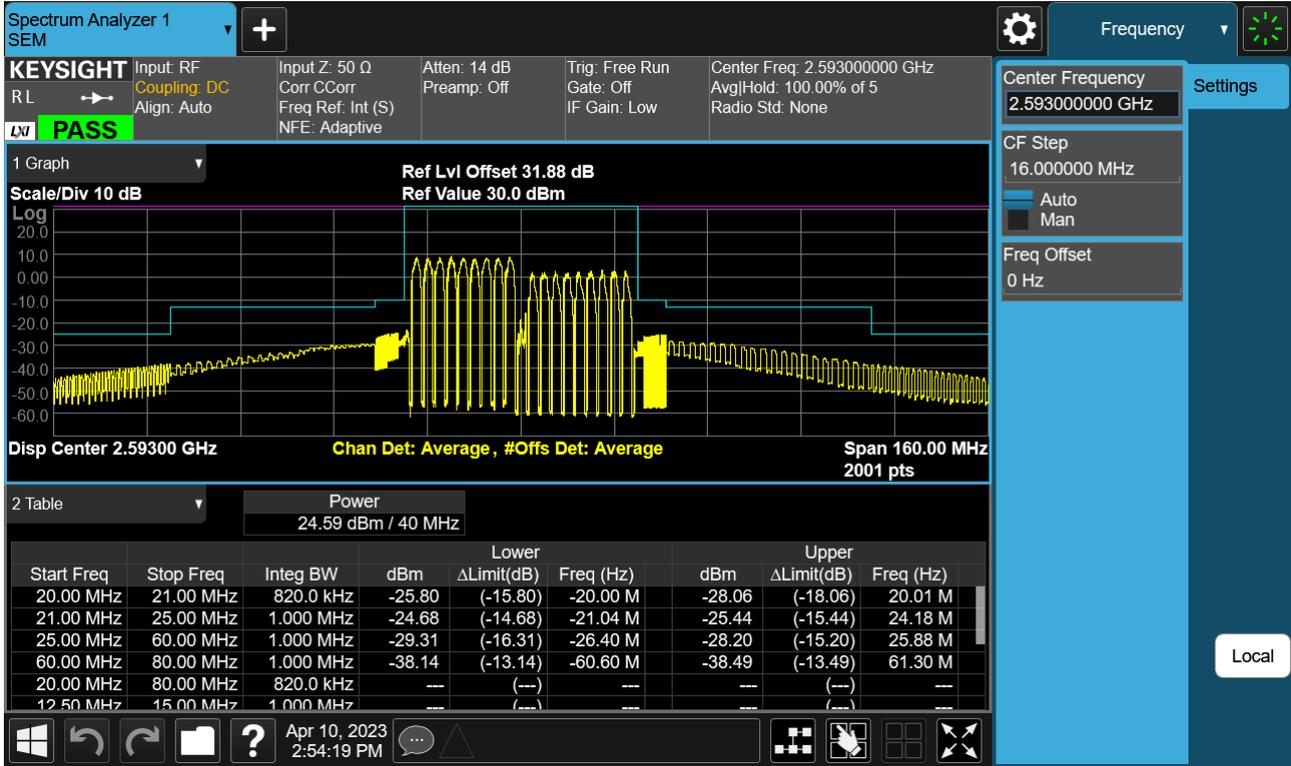 Spectrum Analyzer 1
SEM
Frequency
KEYSIGHT
RL
LXI
PASS
Input: RF
Coupling: DC
Align: Auto
Input Z: 50 Ω
Corr CCorr
Freq Ref: Int (S)
NFE: Adaptive
Atten: 14 dB
Preamp: Off
Trig: Free Run
Gate: Off
IF Gain: Low
Center Freq: 2.593000000 GHz
Avg|Hold: 100.00% of 5
Radio Std: None
Center Frequency
2.593000000 GHz
Settings
CF Step
16.000000 MHz
Auto
Man
Freq Offset
0 Hz
Local
1 Graph
Scale/Div 10 dB
Ref Lvl Offset 31.88 dB
Ref Value 30.0 dBm
Log
20.0
10.0
0.00
-10.0
-20.0
-30.0
-40.0
-50.0
-60.0
Disp Center 2.59300 GHz
Chan Det: Average, #Offs Det: Average
Span 160.00 MHz
2001 pts
2 Table
Power
24.59 dBm / 40 MHz
Lower Upper
Start Freq Stop Freq Integ BW dBm ΔLimit(dB) Freq (Hz) dBm ΔLimit(dB) Freq (Hz)
20.00 MHz 21.00 MHz 820.0 kHz -25.80 (-15.80) -20.00 M -28.06 (-18.06) 20.01 M
21.00 MHz 25.00 MHz 1.000 MHz -24.68 (-14.68) -21.04 M -25.44 (-15.44) 24.18 M
25.00 MHz 60.00 MHz 1.000 MHz -29.31 (-16.31) -26.40 M -28.20 (-15.20) 25.88 M
60.00 MHz 80.00 MHz 1.000 MHz -38.14 (-13.14) -60.60 M -38.49 (-13.49) 61.30 M
20.00 MHz 80.00 MHz 820.0 kHz --- (---) --- --- (---) ---
12.50 MHz 15.00 MHz 1.000 MHz --- (---) --- --- (---) ---
?
Apr 10, 2023
2:54:19 PM